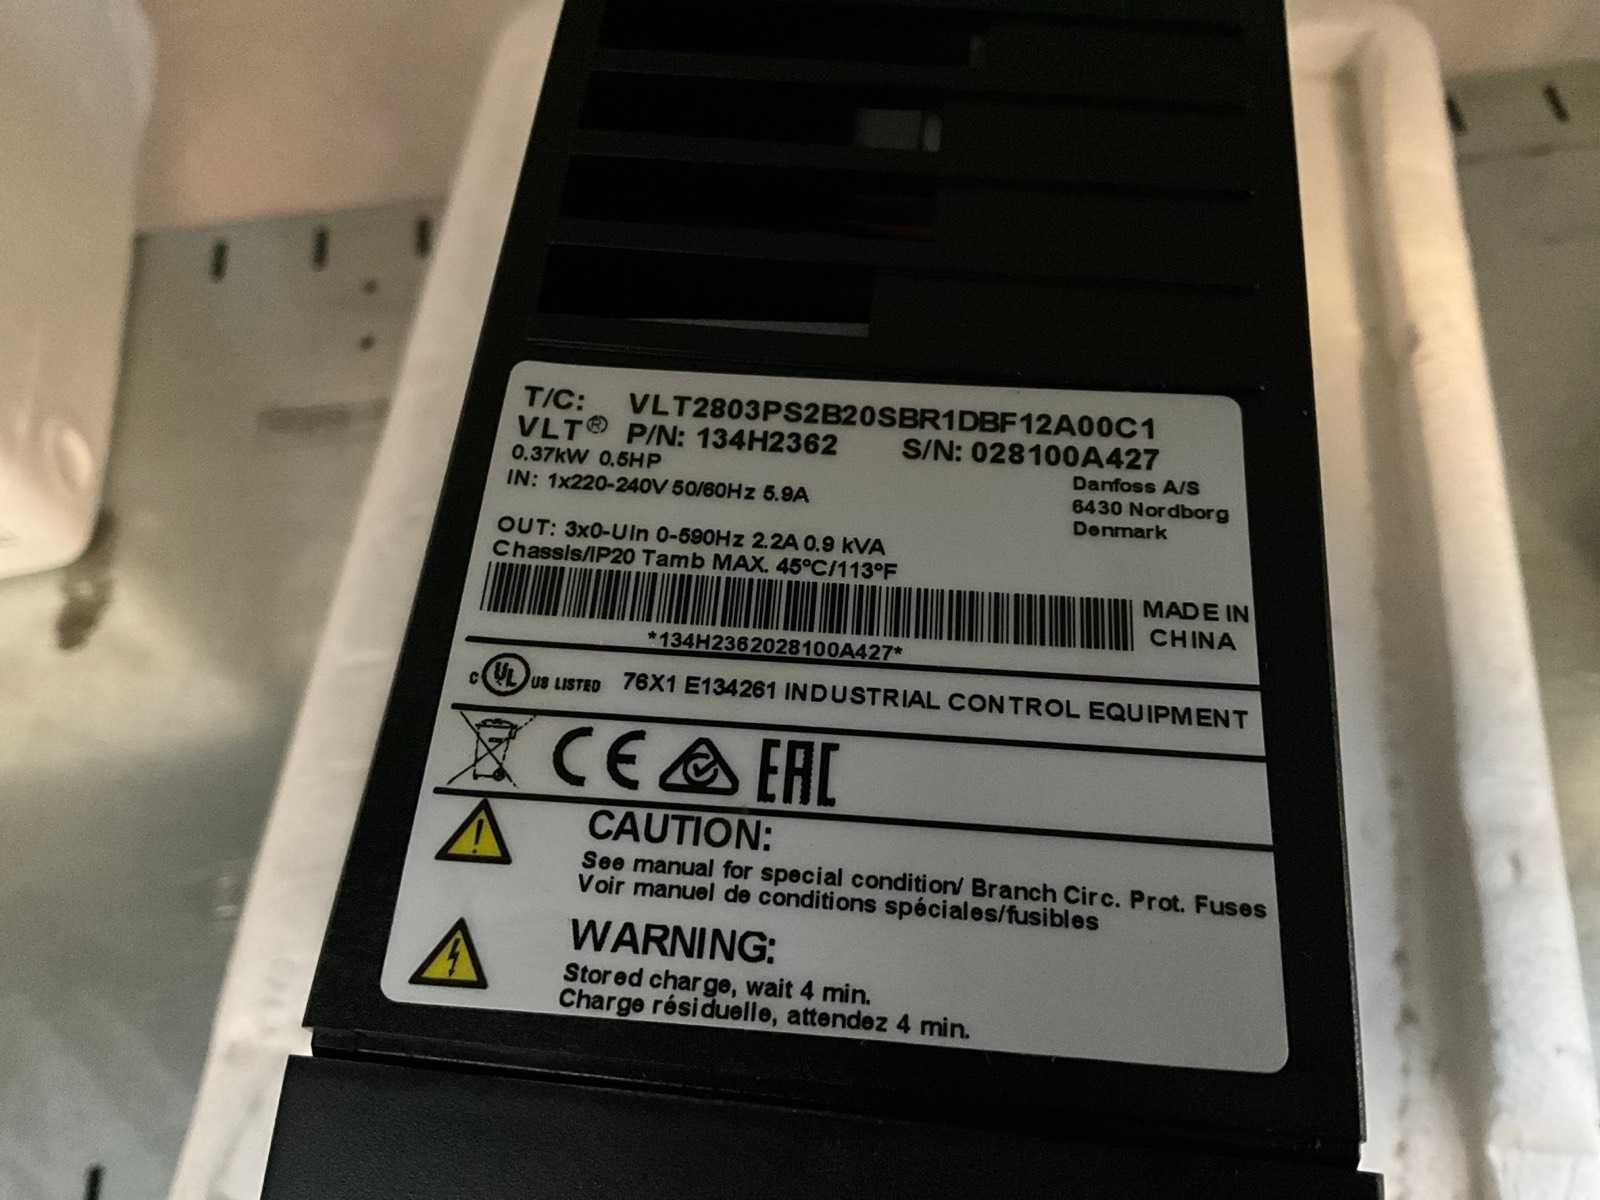 T/C: VLT2803PS2B20SBR1DBF12A00C1
VLT® P/N: 134H2362 S/N: 028100A427
0.37kW 0.5HP
IN: 1x220-240V 50/60Hz 5.9A
Danfoss A/S
6430 Nordborg
Denmark
OUT: 3x0-Uin 0-590Hz 2.2A 0.9 kVA
Chassis/IP20 Tamb MAX. 45°C/113°F
MADE IN
CHINA
*134H2362028100A427*
C UL US LISTED 76X1 E134261 INDUSTRIAL CONTROL EQUIPMENT
CE EAC
CAUTION:
See manual for special condition/ Branch Circ. Prot. Fuses
Voir manuel de conditions spéciales/fusibles
WARNING:
Stored charge, wait 4 min.
Charge résiduelle, attendez 4 min.